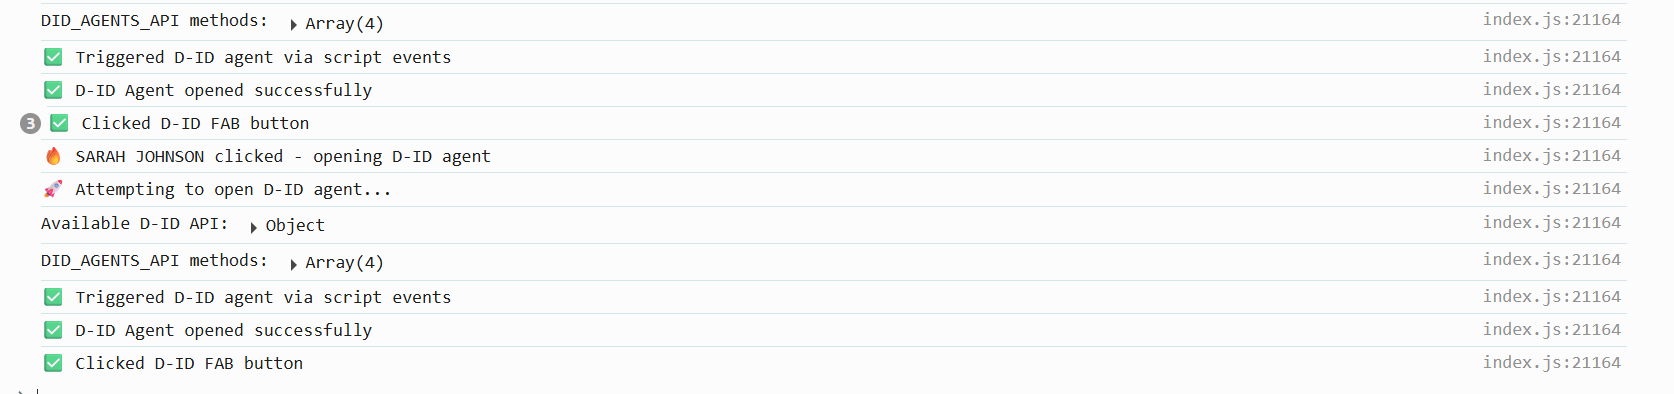 DID_AGENTS_API methods: ▶ Array(4) index.js:21164
✅ Triggered D-ID agent via script events index.js:21164
✅ D-ID Agent opened successfully index.js:21164
3 ✅ Clicked D-ID FAB button index.js:21164
🔥 SARAH JOHNSON clicked - opening D-ID agent index.js:21164
🚀 Attempting to open D-ID agent... index.js:21164
Available D-ID API: ▶ Object index.js:21164
DID_AGENTS_API methods: ▶ Array(4) index.js:21164
✅ Triggered D-ID agent via script events index.js:21164
✅ D-ID Agent opened successfully index.js:21164
✅ Clicked D-ID FAB button index.js:21164